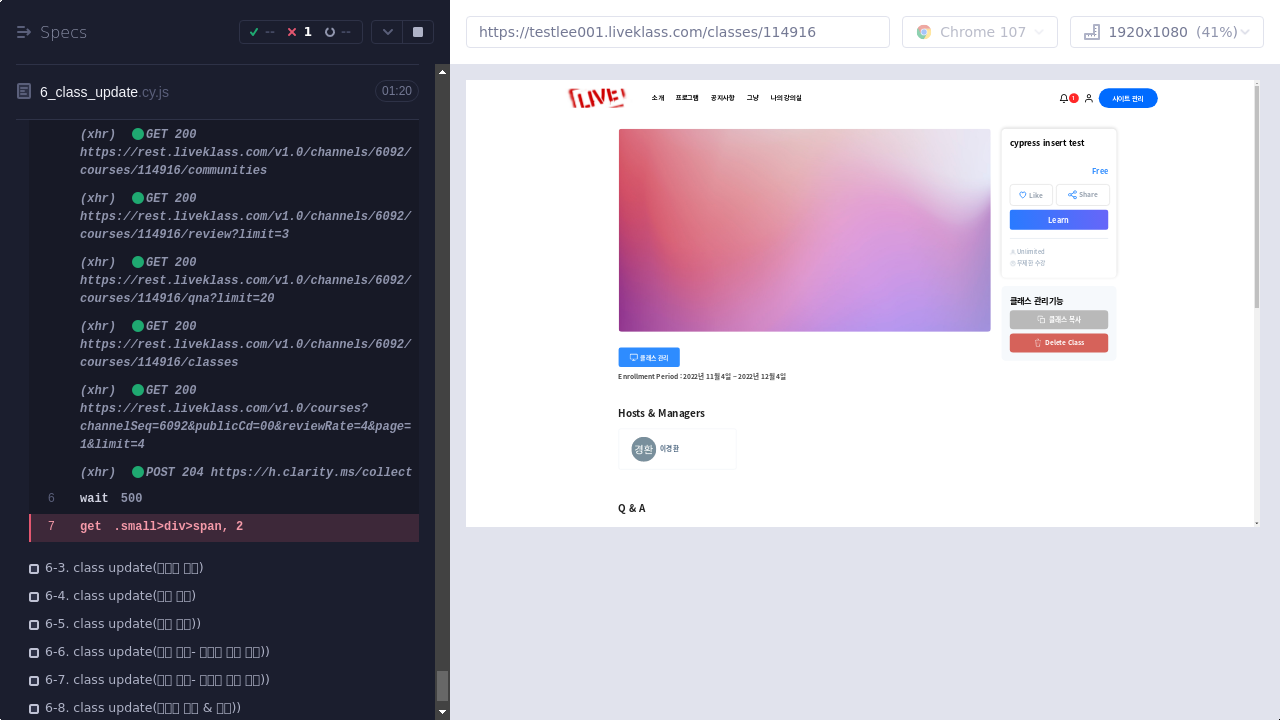 Specs
--
1
--
6_class_update.cy.js
01:20
(xhr) GET 200
https://rest.liveklass.com/v1.0/channels/6092/
courses/114916/communities
(xhr) GET 200
https://rest.liveklass.com/v1.0/channels/6092/
courses/114916/review?limit=3
(xhr) GET 200
https://rest.liveklass.com/v1.0/channels/6092/
courses/114916/qna?limit=20
(xhr) GET 200
https://rest.liveklass.com/v1.0/channels/6092/
courses/114916/classes
(xhr) GET 200
https://rest.liveklass.com/v1.0/courses?
channelSeq=6092&publicCd=00&reviewRate=4&page=
1&limit=4
(xhr) POST 204 https://h.clarity.ms/collect
6 wait 500
7 get .small>div>span, 2
6-3. class update(
6-4. class update(
6-5. class update(
6-6. class update(
6-7. class update(
6-8. class update(
https://testlee001.liveklass.com/classes/114916
Chrome 107
1920x1080 (41%)
LIVE!
소개 프로그램 공지사항 그냥 나의 강의실
1
사이트 관리
cypress insert test
Free
Like
Share
Learn
Unlimited
무제한 수강
클래스 관리기능
클래스 복사
Delete Class
클래스 관리
Enrollment Period : 2022년 11월 4일 ~ 2022년 12월 4일
Hosts & Managers
경환 이경환
Q & A